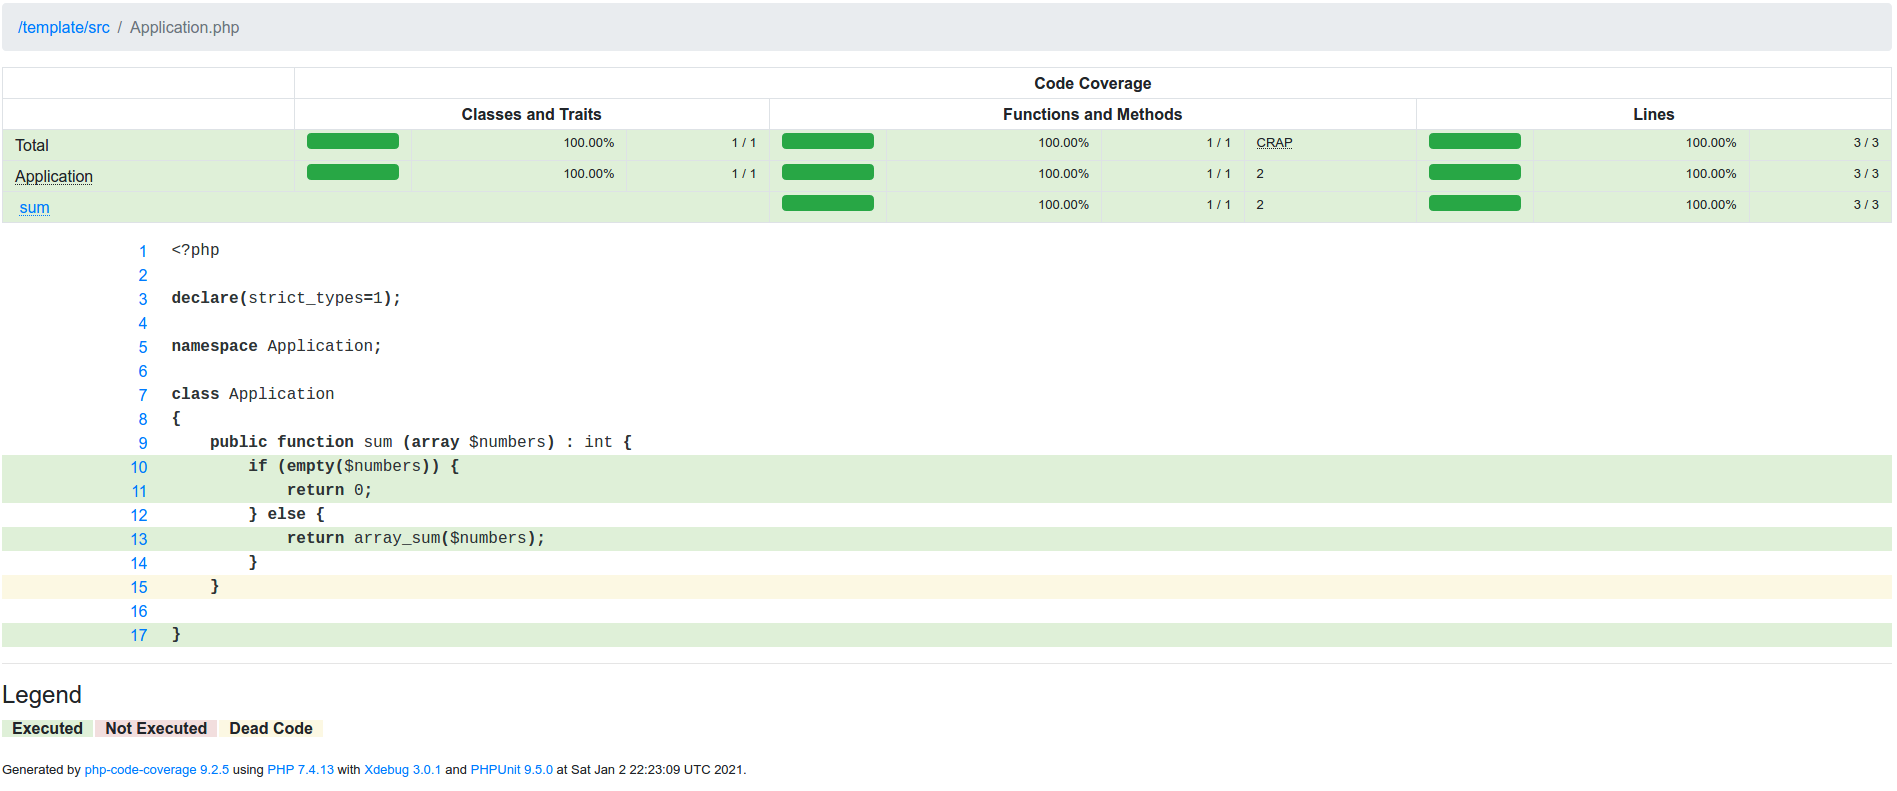 /template/src / Application.php
Code Coverage
Classes and Traits Functions and Methods Lines
Total 100.00% 1 / 1 100.00% 1 / 1 CRAP 100.00% 3 / 3
Application 100.00% 1 / 1 100.00% 1 / 1 2 100.00% 3 / 3
sum 100.00% 1 / 1 2 100.00% 3 / 3
1 <?php
2
3 declare(strict_types=1);
4
5 namespace Application;
6
7 class Application
8 {
9     public function sum (array $numbers) : int {
10         if (empty($numbers)) {
11             return 0;
12         } else {
13             return array_sum($numbers);
14         }
15     }
16
17 }
Legend
Executed Not Executed Dead Code
Generated by php-code-coverage 9.2.5 using PHP 7.4.13 with Xdebug 3.0.1 and PHPUnit 9.5.0 at Sat Jan 2 22:23:09 UTC 2021.